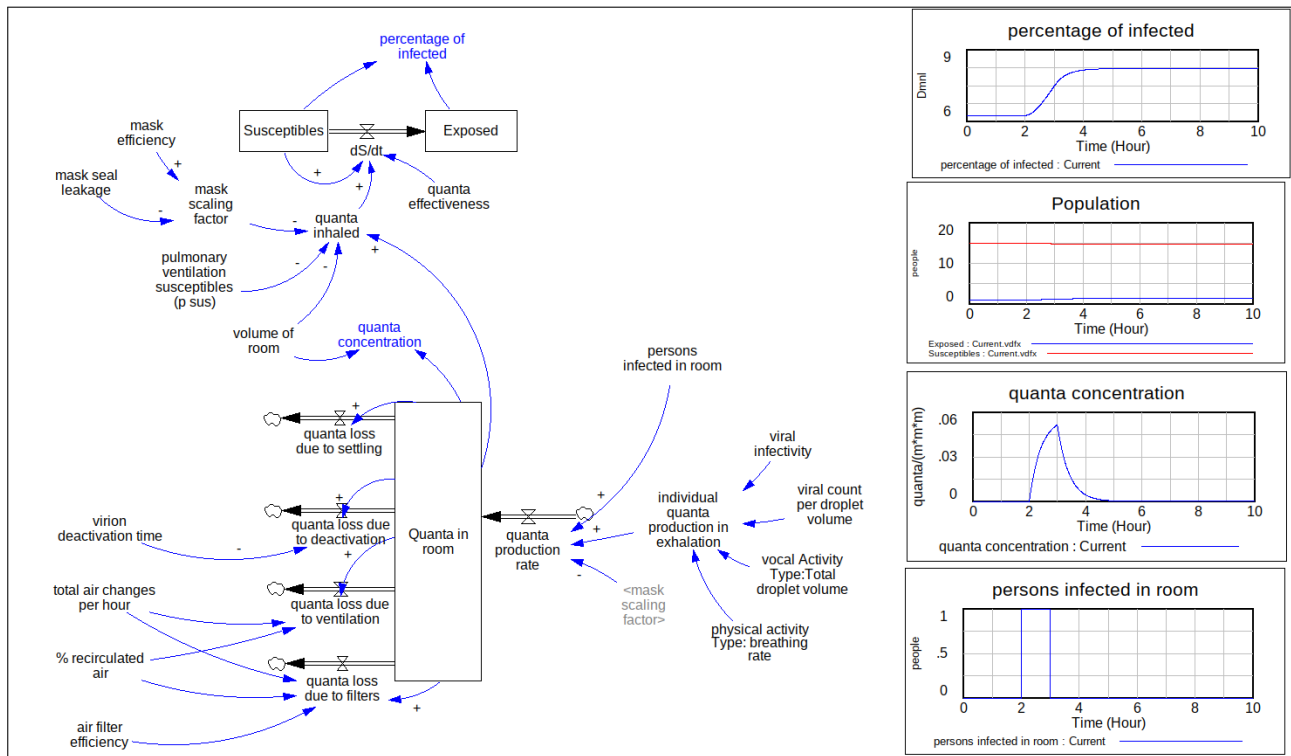 percentage of
infected
Susceptibles
Exposed
dS/dt
mask
efficiency
+
mask seal
leakage
-
mask
scaling
factor
-
+
+
quanta
effectiveness
quanta
inhaled
+
-
-
pulmonary
ventilation
susceptibles
(p sus)
volume of
room
quanta
concentration
persons
infected in room
+
quanta loss
due to settling
+
quanta loss due
to deactivation
virion
deactivation time
-
+
quanta loss due
to ventilation
total air changes
per hour
% recirculated
air
quanta loss
due to filters
+
air filter
efficiency
Quanta in
room
quanta
production
rate
+
+
-
individual
quanta
production in
exhalation
viral
infectivity
viral count
per droplet
volume
vocal Activity
Type:Total
droplet volume
<mask
scaling
factor>
physical activity
Type: breathing
rate
percentage of infected
9
Dmnl
6
0 2 4 6 8 10
Time (Hour)
percentage of infected : Current
Population
20
people
10
0
0 2 4 6 8 10
Time (Hour)
Exposed : Current.vdfx
Susceptibles : Current.vdfx
quanta concentration
.06
quanta/(m*m*m)
.03
0
0 2 4 6 8 10
Time (Hour)
quanta concentration : Current
persons infected in room
1
people
.5
0
0 2 4 6 8 10
Time (Hour)
persons infected in room : Current